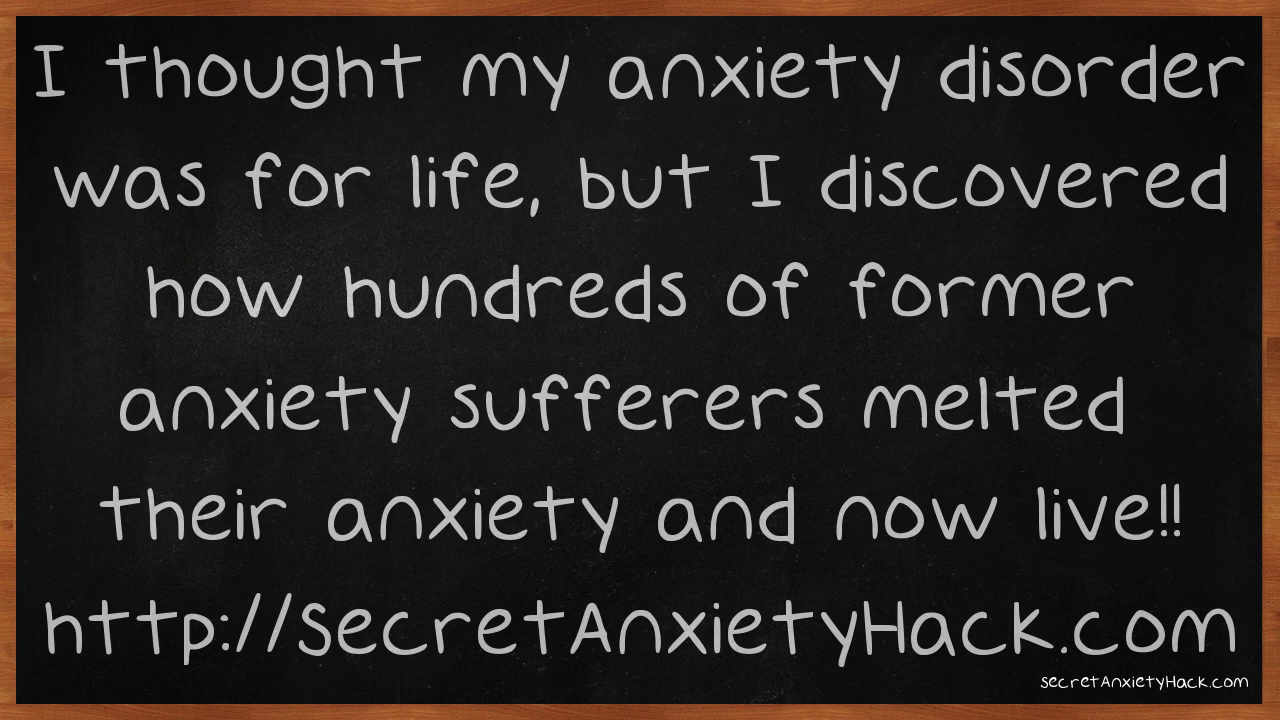 I thought my anxiety disorder
was for life, but I discovered
how hundreds of former
anxiety sufferers melted
their anxiety and now live!!
http://SecretAnxietyHack.com
secretAnxietyHack.com